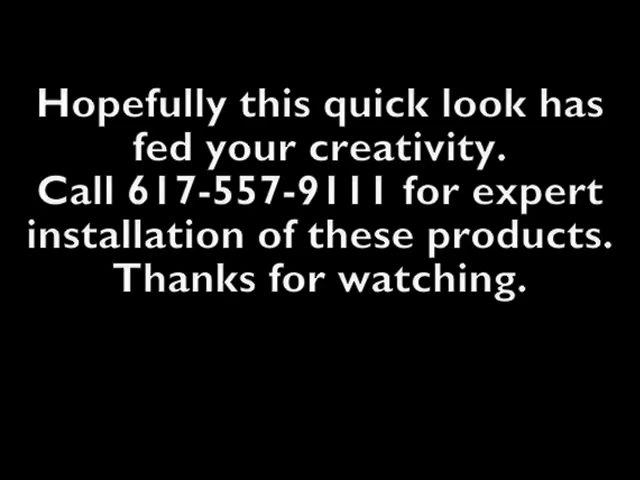 Hopefully this quick look has
fed your creativity.
Call 617-557-9111 for expert
installation of these products.
Thanks for watching.